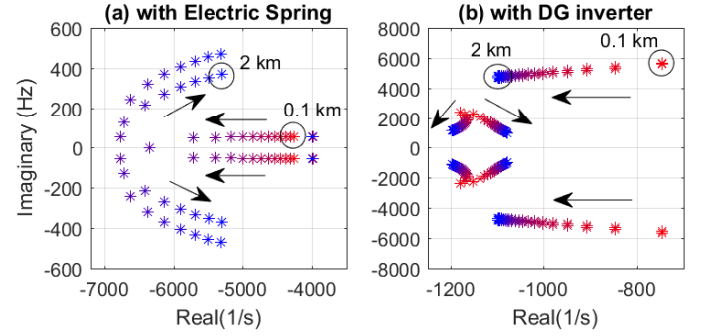 (a) with Electric Spring
(b) with DG inverter
600
400
200
0
-200
-400
-600
Imaginary (Hz)
2 km
0.1 km
-7000 -6000 -5000 -4000
Real(1/s)
8000
6000
4000
2000
0
-2000
-4000
-6000
-8000
2 km
0.1 km
-1200 -1000 -800
Real(1/s)